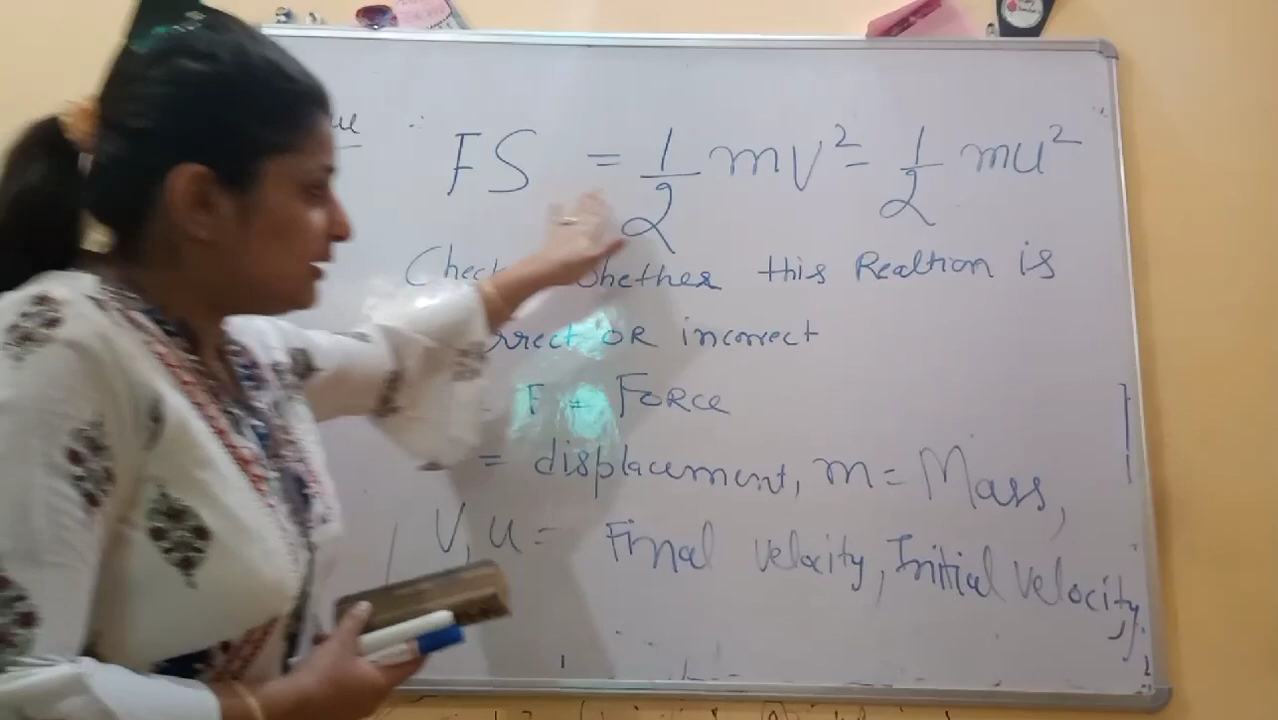 FS = 1/2 mv² - 1/2 mu²
whether this Realtion is
OR incorrect
F = Force
= displacement, m = Mass,
V, u = Final velocity, Initial velocity,